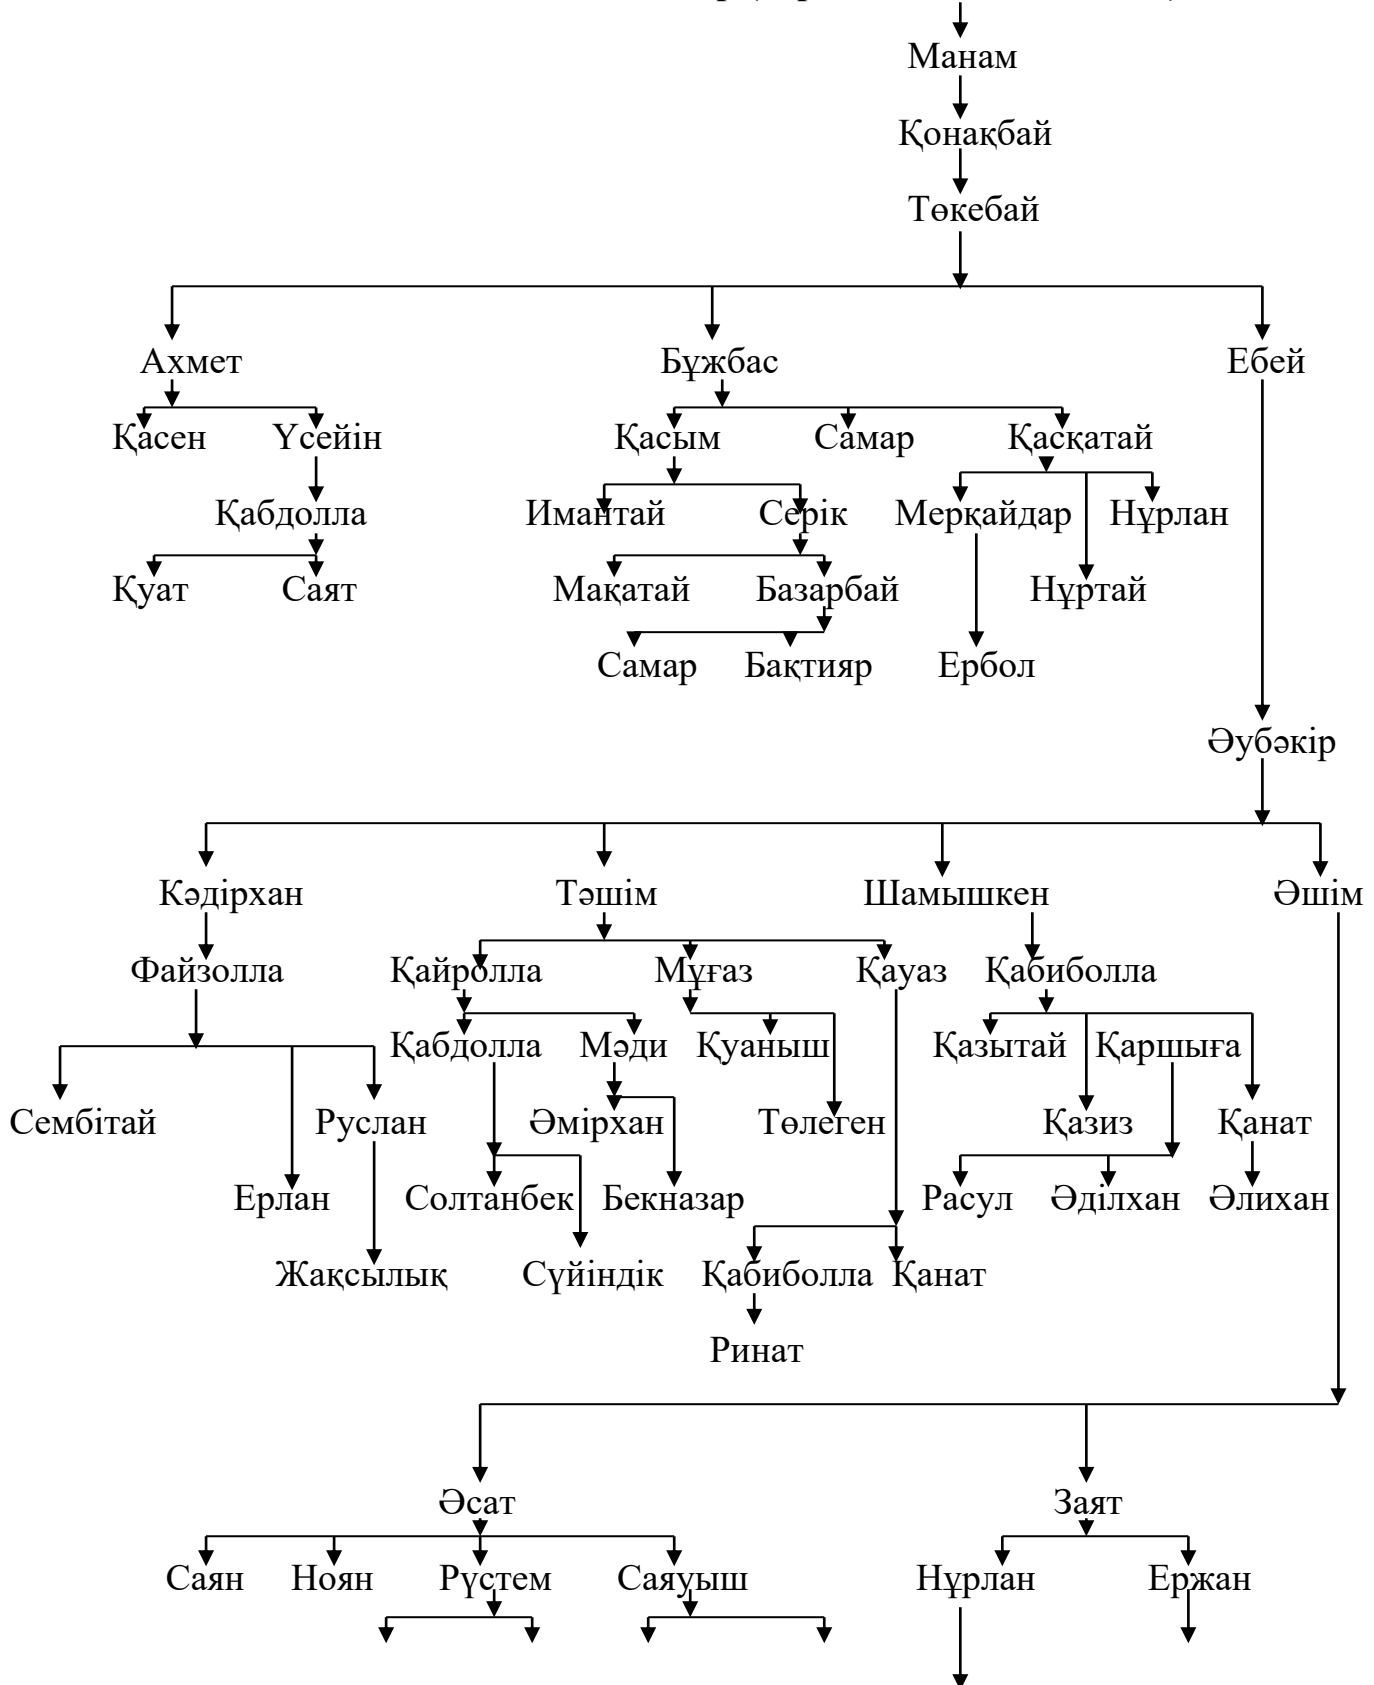 Манам
Қонақбай
Төкебай
Ахмет Бұжбас Ебей
Қасен Үсейін Қасым Самар Қасқатай
Қабдолла Имантай Серік Мерқайдар Нұрлан
Қуат Саят Мақатай Базарбай Нұртай
Самар Бақтияр Ербол
Әубәкір
Кәдірхан Тәшім Шамышкен Әшім
Файзолла Қайролла Мұғаз Қауаз Қабиболла
Қабдолла Мәди Қуаныш Қазытай Қаршыға
Сембітай Руслан Әмірхан Төлеген Қазиз Қанат
Ерлан Солтанбек Бекназар Расул Әділхан Әлихан
Жақсылық Сүйіндік Қабиболла Қанат
Ринат
Әсат Заят
Саян Ноян Рүстем Саяуыш Нұрлан Ержан